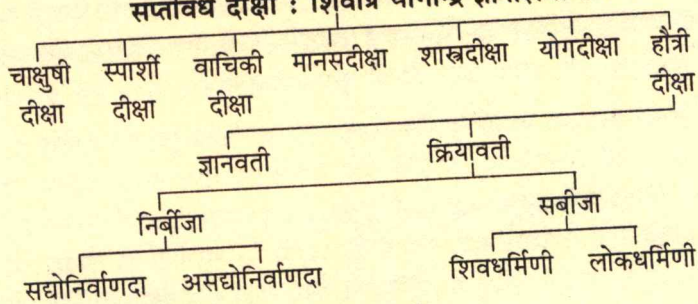 सप्तविध दीक्षा : शिवाग्र योगीन्द्र
चाक्षुषी दीक्षा
स्पार्शी दीक्षा
वाचिकी दीक्षा
मानसदीक्षा
शास्त्रदीक्षा
योगदीक्षा
हौत्री दीक्षा
ज्ञानवती
क्रियावती
निर्बीजा
सबीजा
सद्योनिर्वाणदा
असद्योनिर्वाणदा
शिवधर्मिणी
लोकधर्मिणी